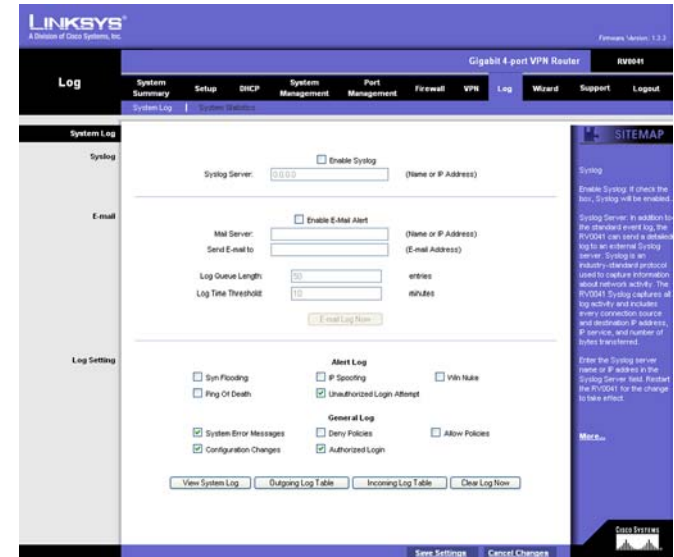 LINKSYS®
A Division of Cisco Systems, Inc.
Firmware Version: 1.3.3
Gigabit 4-port VPN Router
RV0041
Log
System Summary
Setup
DHCP
System Management
Port Management
Firewall
VPN
Log
Wizard
Support
Logout
System Log
System Statistics
System Log
SITEMAP
Syslog
Enable Syslog
Syslog Server:
0.0.0.0
(Name or IP Address)
E-mail
Enable E-Mail Alert
Mail Server:
(Name or IP Address)
Send E-mail to
(E-mail Address)
Log Queue Length:
50
entries
Log Time Threshold:
10
minutes
E-mail Log Now
Log Setting
Alert Log
Syn Flooding
IP Spoofing
Win Nuke
Ping Of Death
Unauthorized Login Attempt
General Log
System Error Messages
Deny Policies
Allow Policies
Configuration Changes
Authorized Login
View System Log
Outgoing Log Table
Incoming Log Table
Clear Log Now
Syslog
Enable Syslog: If check the
box, Syslog will be enabled.
Syslog Server: In addition to
the standard event log, the
RV0041 can send a detailed
log to an external Syslog
server. Syslog is an
industry-standard protocol
used to capture information
about network activity. The
RV0041 Syslog captures all
log activity and includes
every connection source
and destination IP address,
IP service, and number of
bytes transferred.
Enter the Syslog server
name or IP addres in the
Syslog Server field. Restart
the RV0041 for the change
to take effect.
More...
Save Settings
Cancel Changes
CISCO SYSTEMS